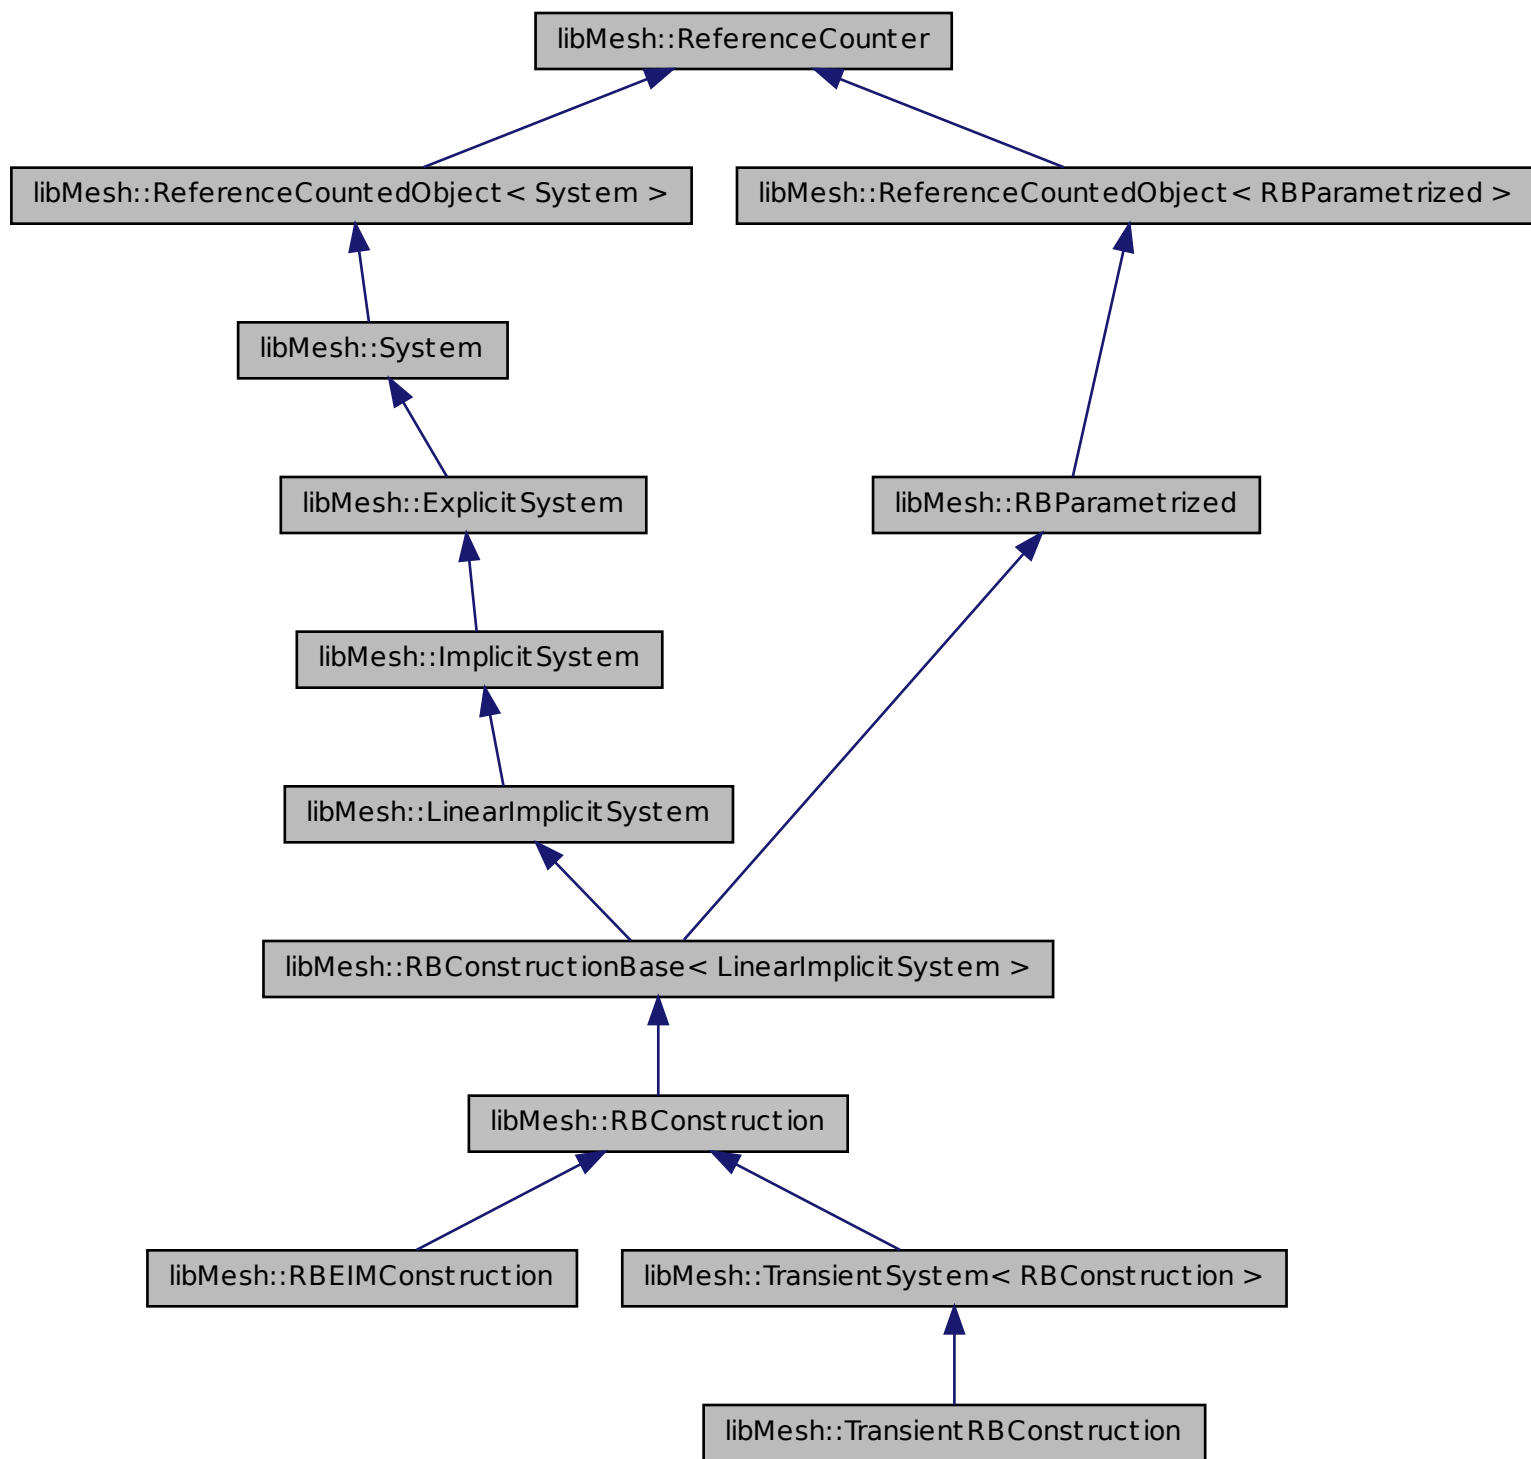 libMesh::ReferenceCounter
libMesh::ReferenceCountedObject< System >
libMesh::ReferenceCountedObject< RBParametrized >
libMesh::System
libMesh::ExplicitSystem
libMesh::RBParametrized
libMesh::ImplicitSystem
libMesh::LinearImplicitSystem
libMesh::RBConstructionBase< LinearImplicitSystem >
libMesh::RBConstruction
libMesh::RBEIMConstruction
libMesh::TransientSystem< RBConstruction >
libMesh::TransientRBConstruction